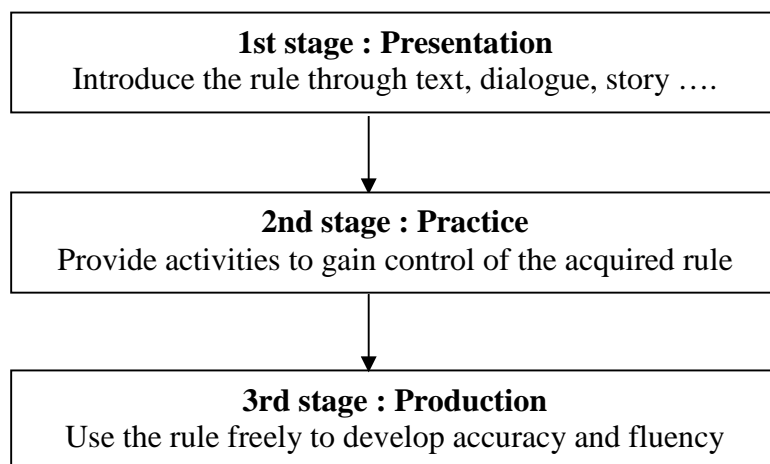 1st stage : Presentation
Introduce the rule through text, dialogue, story ….
2nd stage : Practice
Provide activities to gain control of the acquired rule
3rd stage : Production
Use the rule freely to develop accuracy and fluency